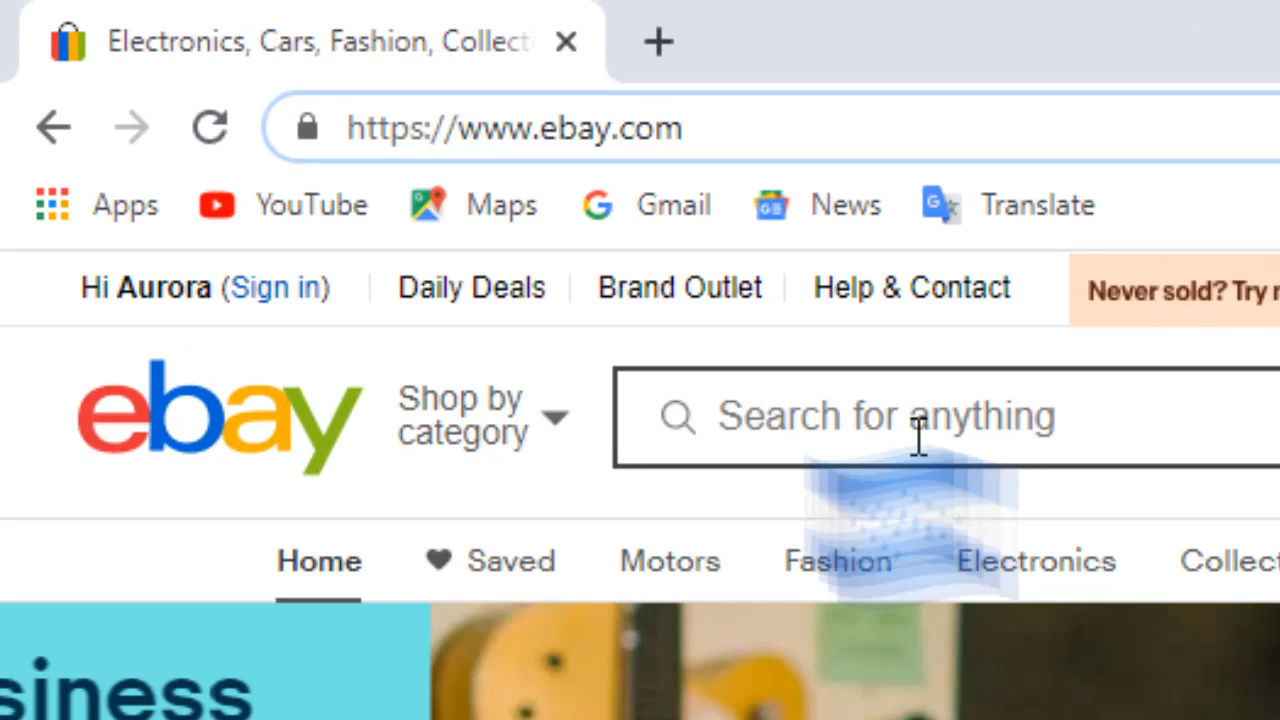 Electronics, Cars, Fashion, Collecti
https://www.ebay.com
Apps YouTube Maps Gmail News Translate
Hi Aurora (Sign in) Daily Deals Brand Outlet Help & Contact Never sold? Try
ebay Shop by category Search for anything
Home Saved Motors Fashion Electronics Collect
siness